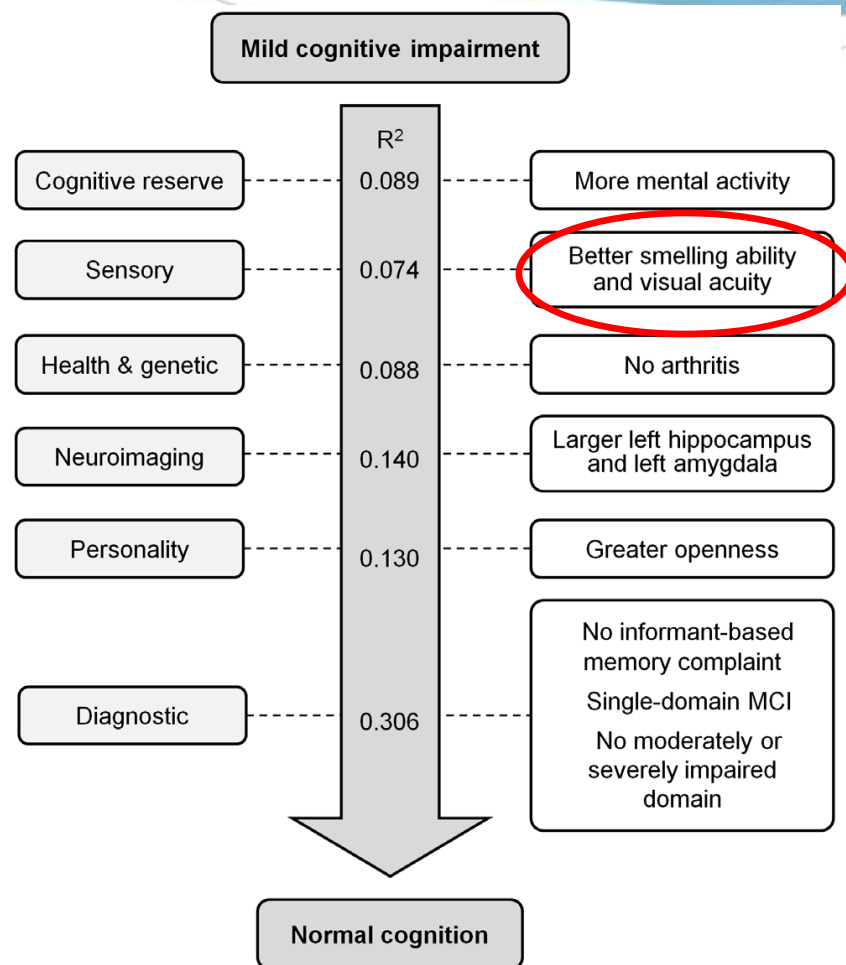 Mild cognitive impairment
R²
Cognitive reserve
0.089
More mental activity
Sensory
0.074
Better smelling ability
and visual acuity
Health & genetic
0.088
No arthritis
Neuroimaging
0.140
Larger left hippocampus
and left amygdala
Personality
0.130
Greater openness
Diagnostic
0.306
No informant-based
memory complaint
Single-domain MCI
No moderately or
severely impaired
domain
Normal cognition